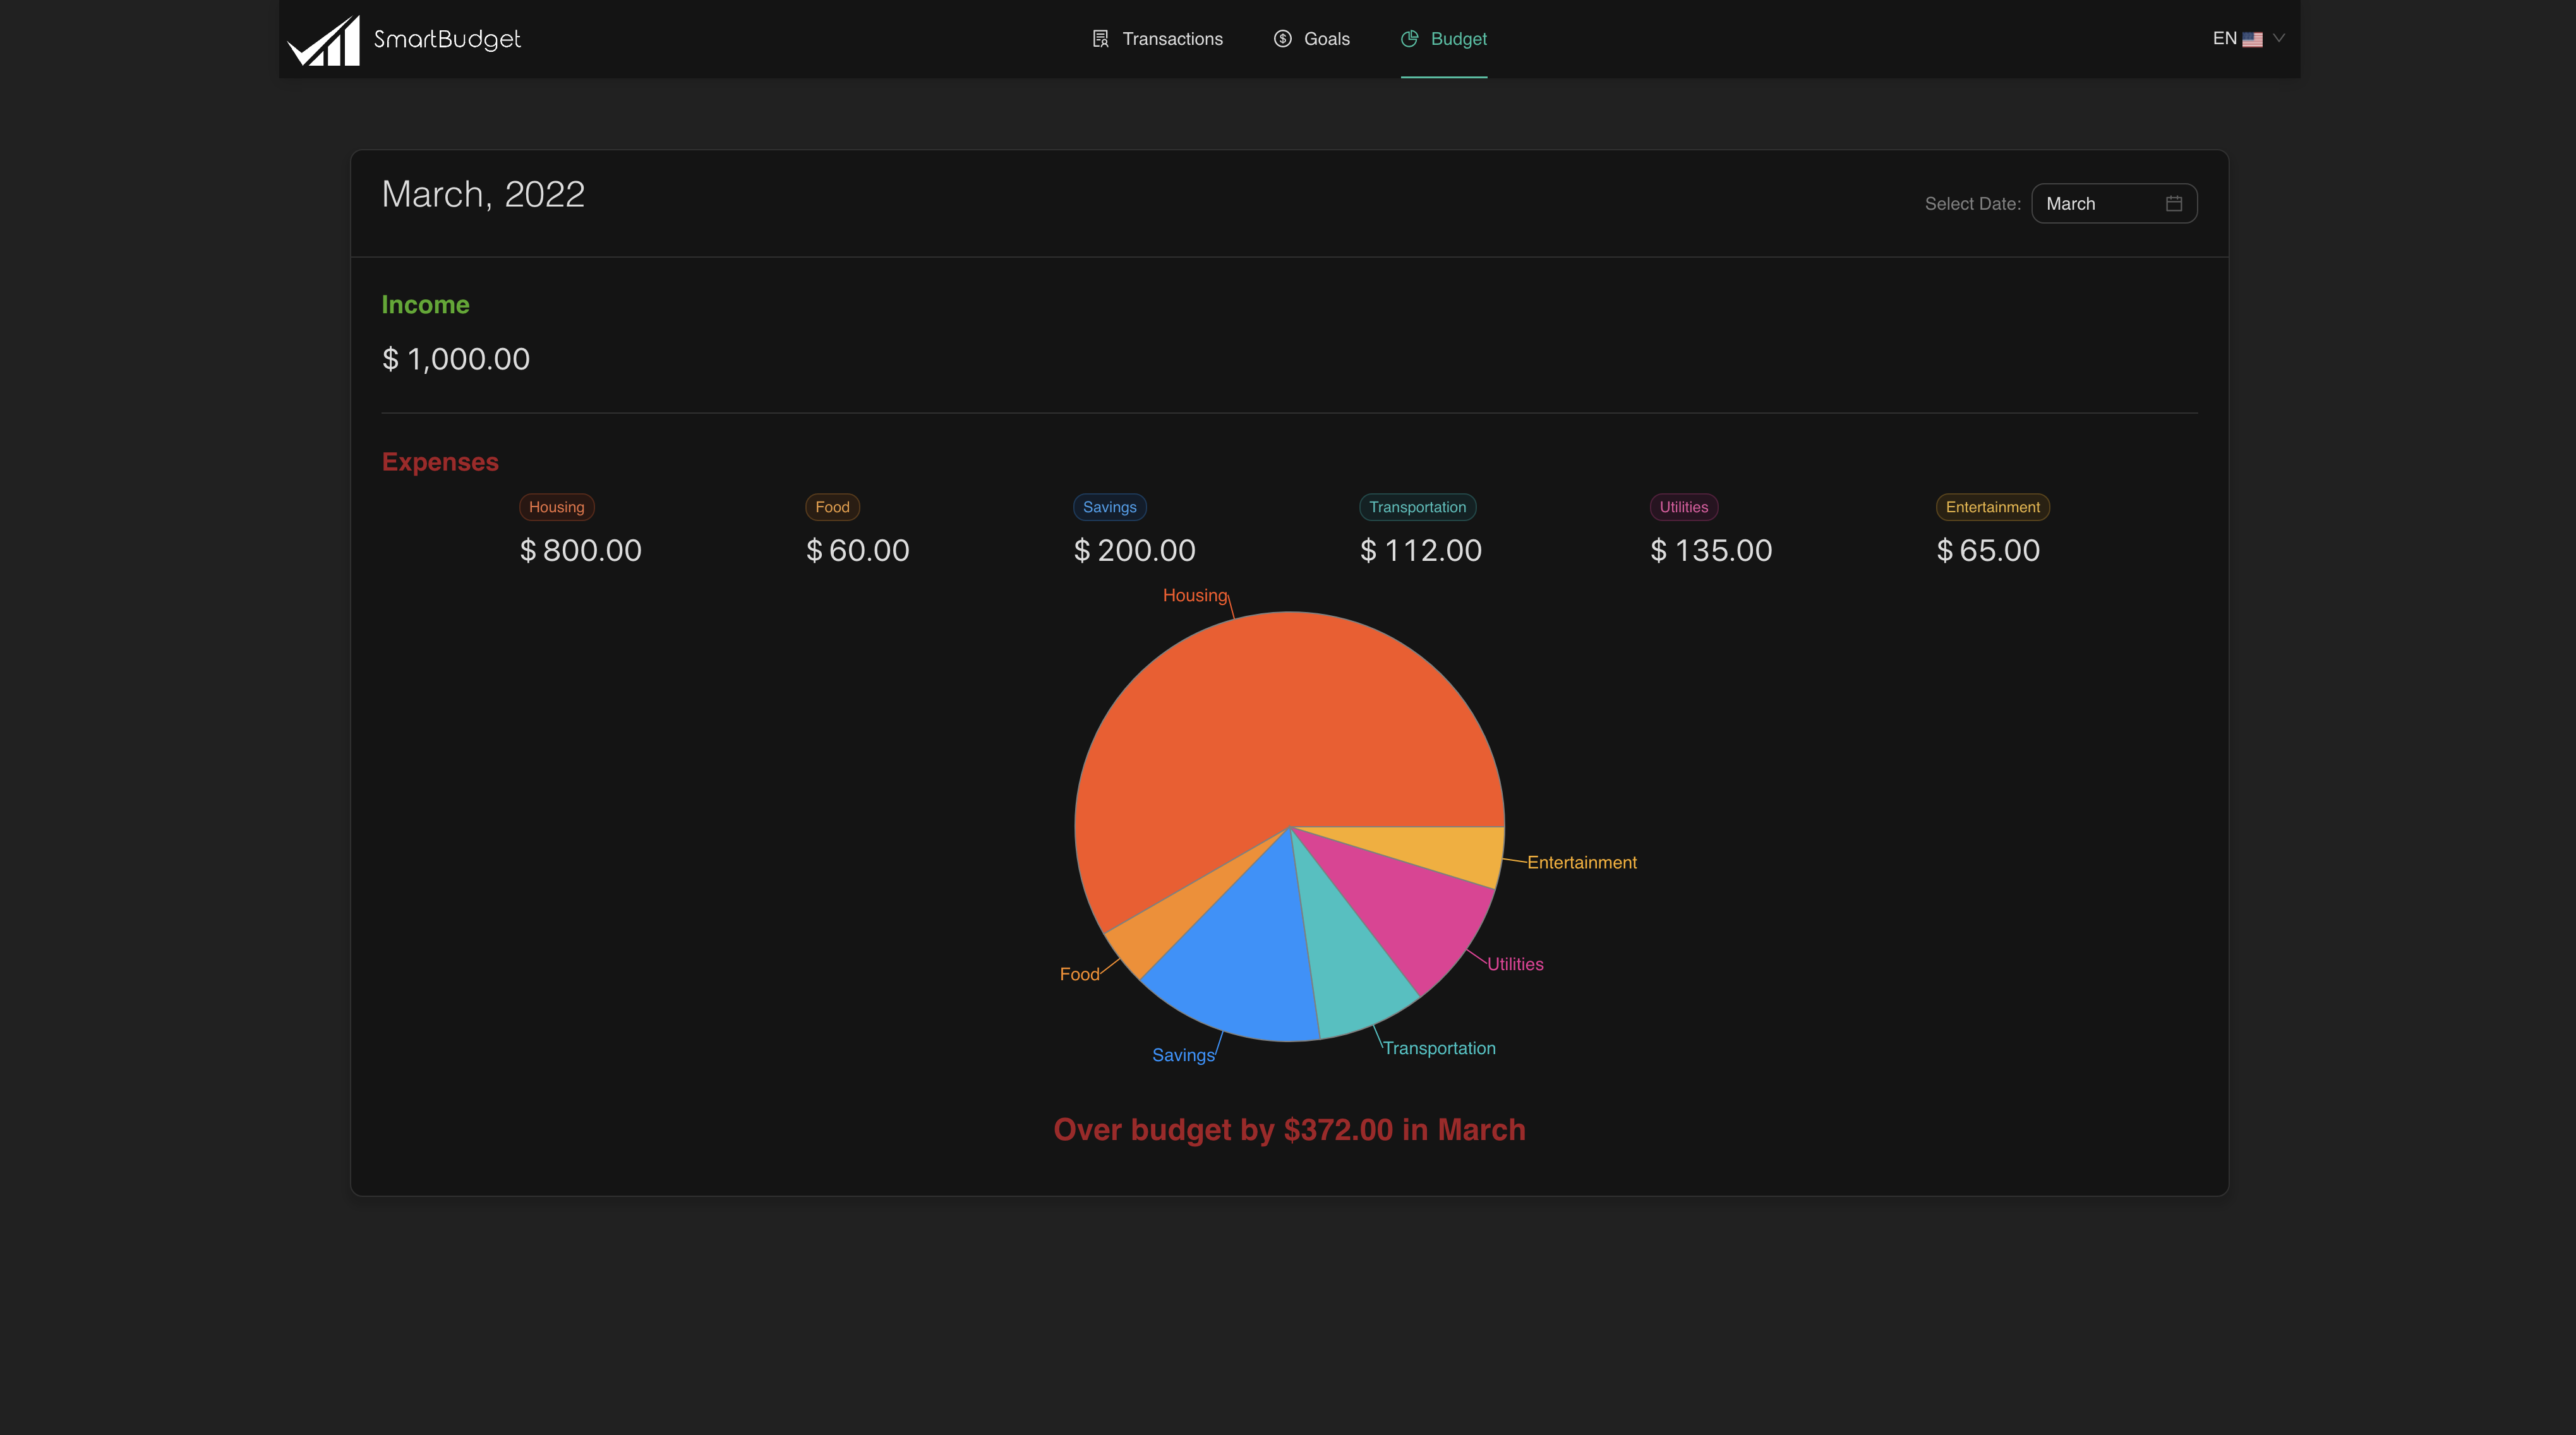 SmartBudget
Transactions
Goals
Budget
EN
March, 2022
Select Date:
March
Income
$ 1,000.00
Expenses
Housing
Food
Savings
Transportation
Utilities
Entertainment
$ 800.00
$ 60.00
$ 200.00
$ 112.00
$ 135.00
$ 65.00
Housing
Entertainment
Utilities
Food
Transportation
Savings
Over budget by $372.00 in March